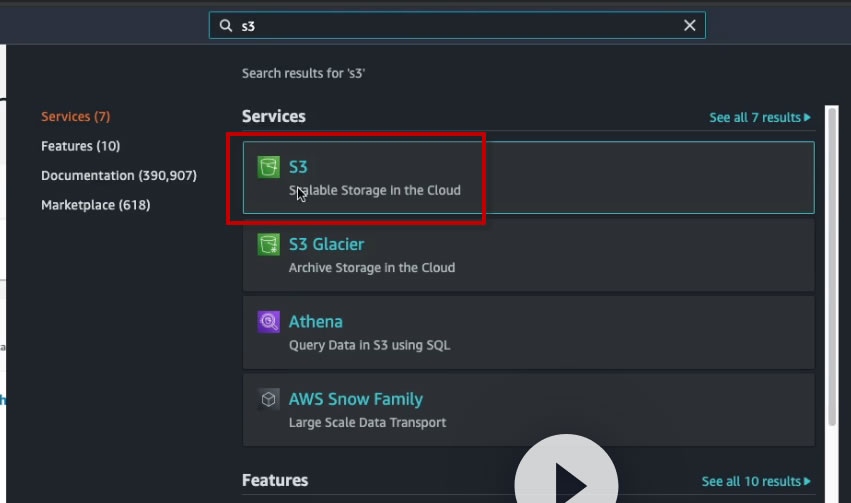 s3
Search results for 's3'
Services (7)
Features (10)
Documentation (390,907)
Marketplace (618)
Services
See all 7 results
S3
Scalable Storage in the Cloud
S3 Glacier
Archive Storage in the Cloud
Athena
Query Data in S3 using SQL
AWS Snow Family
Large Scale Data Transport
Features
See all 10 results